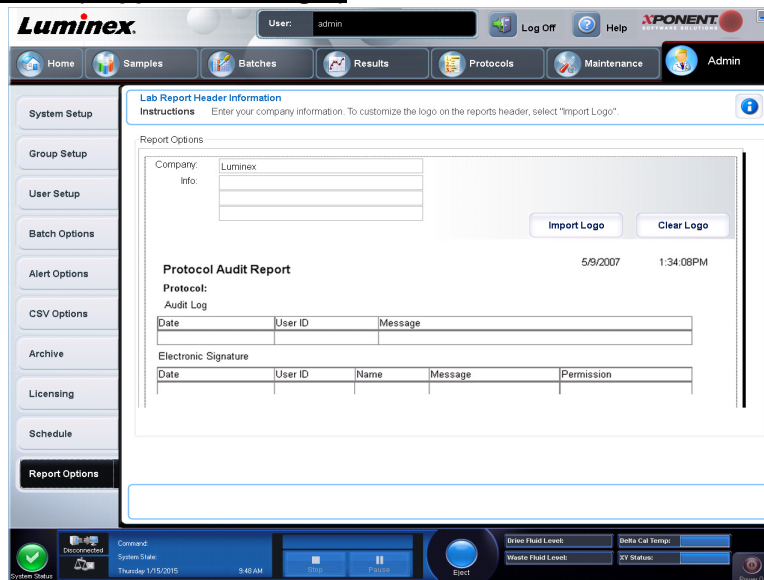 Luminex.
User: admin
Log Off
Help
XPONENT
SOFTWARE SOLUTIONS
Home
Samples
Batches
Results
Protocols
Maintenance
Admin
System Setup
Group Setup
User Setup
Batch Options
Alert Options
CSV Options
Archive
Licensing
Schedule
Report Options
Lab Report Header Information
Instructions Enter your company information. To customize the logo on the reports header, select "Import Logo".
Report Options
Company: Luminex
Info:
Import Logo
Clear Logo
5/9/2007 1:34:08PM
Protocol Audit Report
Protocol:
Audit Log
Date User ID Message
Electronic Signature
Date User ID Name Message Permission
System Status
Disconnected
Command:
System State:
Thursday 1/15/2015 9:48 AM
Stop
Pause
Eject
Drive Fluid Level:
Waste Fluid Level:
Delta Cal Temp:
XY Status: